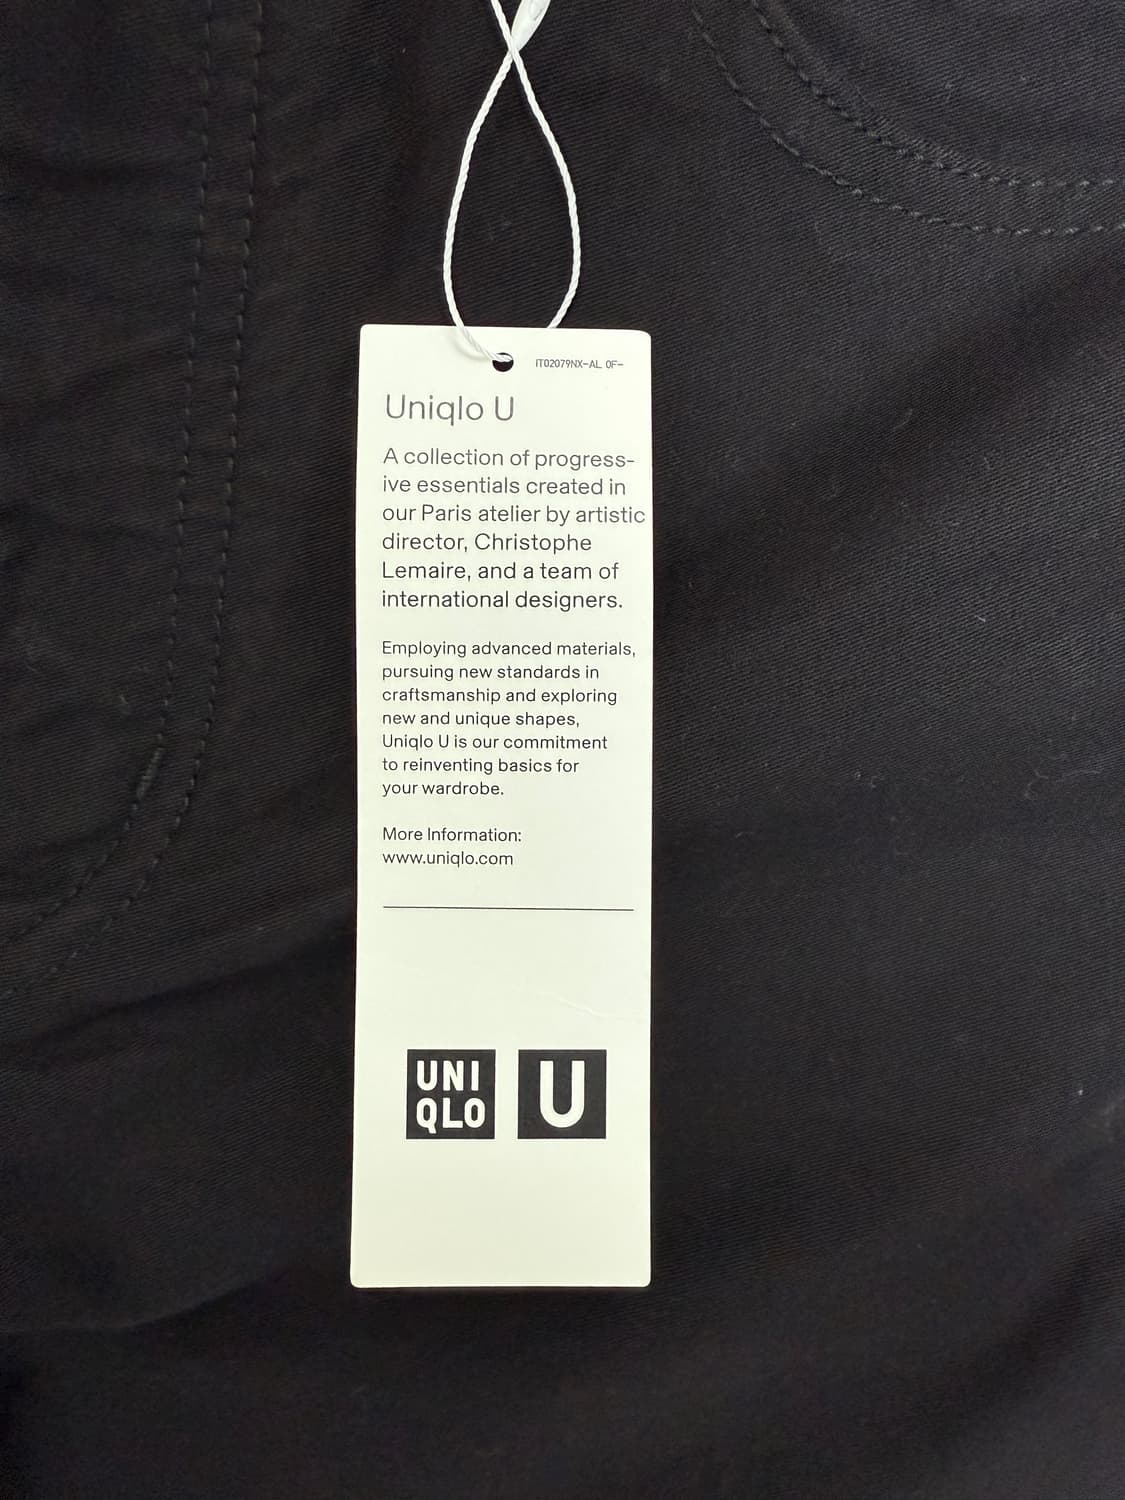 IT02079NX-AL OF-
Uniqlo U
A collection of progress-
ive essentials created in
our Paris atelier by artistic
director, Christophe
Lemaire, and a team of
international designers.
Employing advanced materials,
pursuing new standards in
craftsmanship and exploring
new and unique shapes,
Uniqlo U is our commitment
to reinventing basics for
your wardrobe.
More Information:
www.uniqlo.com
UNI
QLO
U